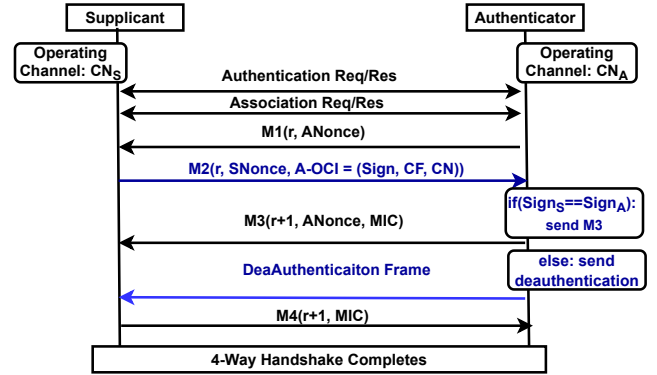 Supplicant
Authenticator
Operating
Channel: CNS
Operating
Channel: CNA
Authentication Req/Res
Association Req/Res
M1(r, ANonce)
M2(r, SNonce, A-OCI = (Sign, CF, CN))
if(SignS==SignA):
send M3
M3(r+1, ANonce, MIC)
else: send
deauthentication
DeaAuthenticaiton Frame
M4(r+1, MIC)
4-Way Handshake Completes